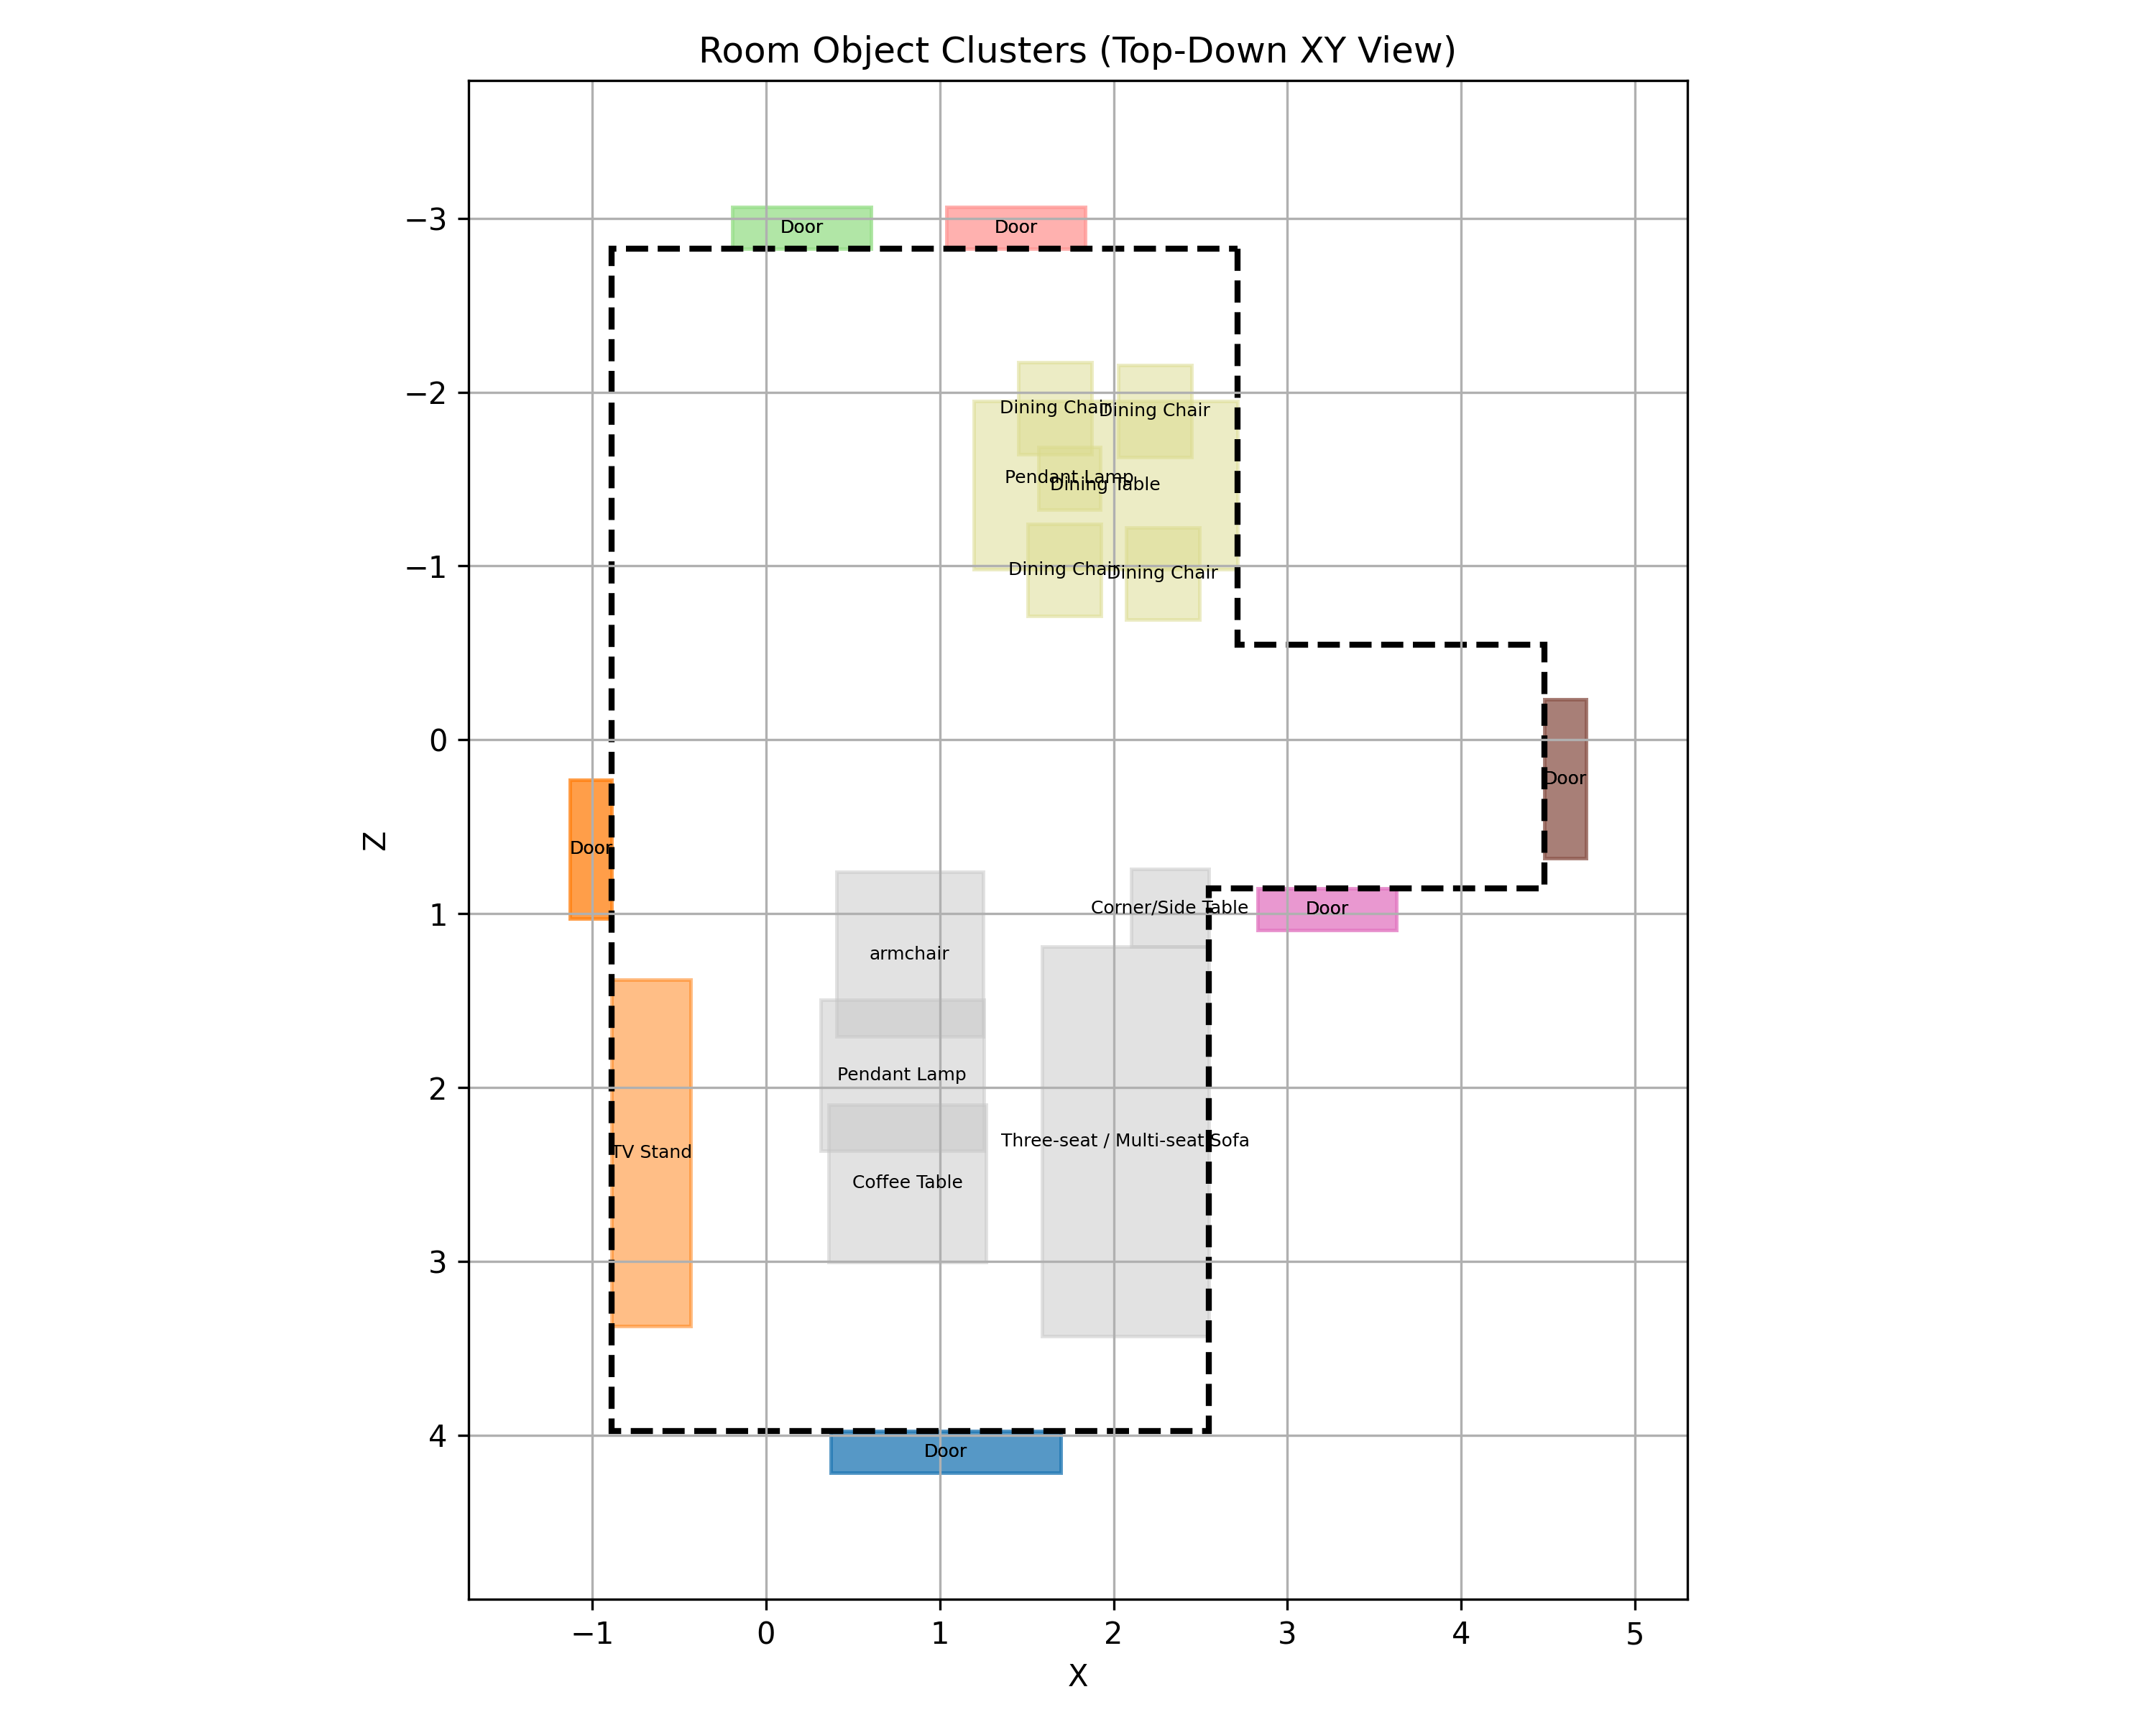 Room Object Clusters (Top-Down XY View)
−3
Door
Door
−2
Dining Chair
Dining Chair
Pendant Lamp
Dining Table
−1
Dining Chair
Dining Chair
0
Door
Door
Z
1
Corner/Side Table
Door
armchair
2
Pendant Lamp
Three-seat / Multi-seat Sofa
TV Stand
Coffee Table
3
4
Door
−1
0
1
2
3
4
5
X